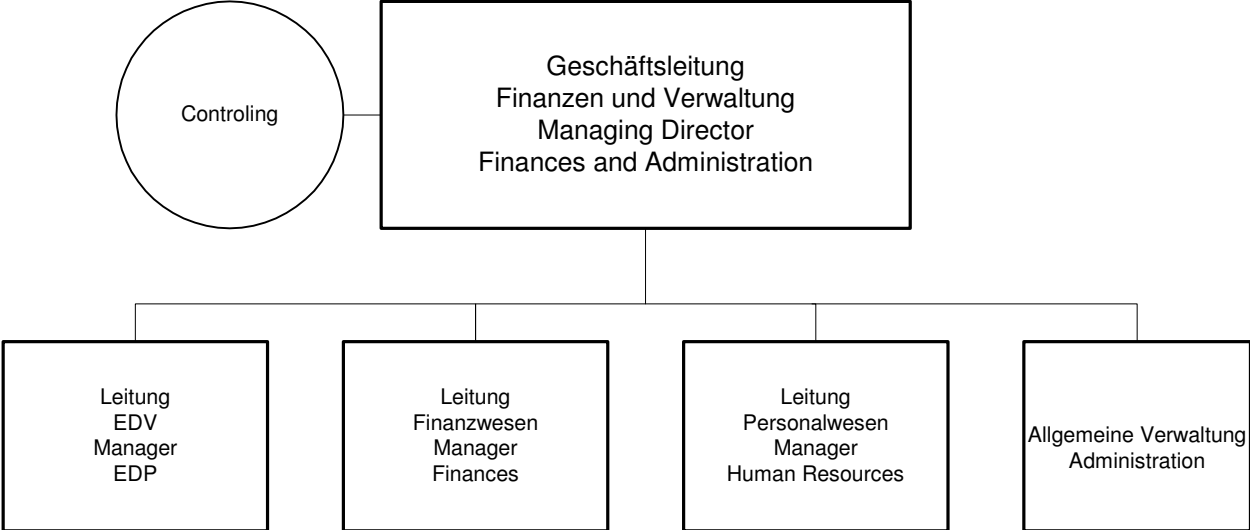 Controling
Geschäftsleitung
Finanzen und Verwaltung
Managing Director
Finances and Administration
Leitung
EDV
Manager
EDP
Leitung
Finanzwesen
Manager
Finances
Leitung
Personalwesen
Manager
Human Resources
Allgemeine Verwaltung
Administration